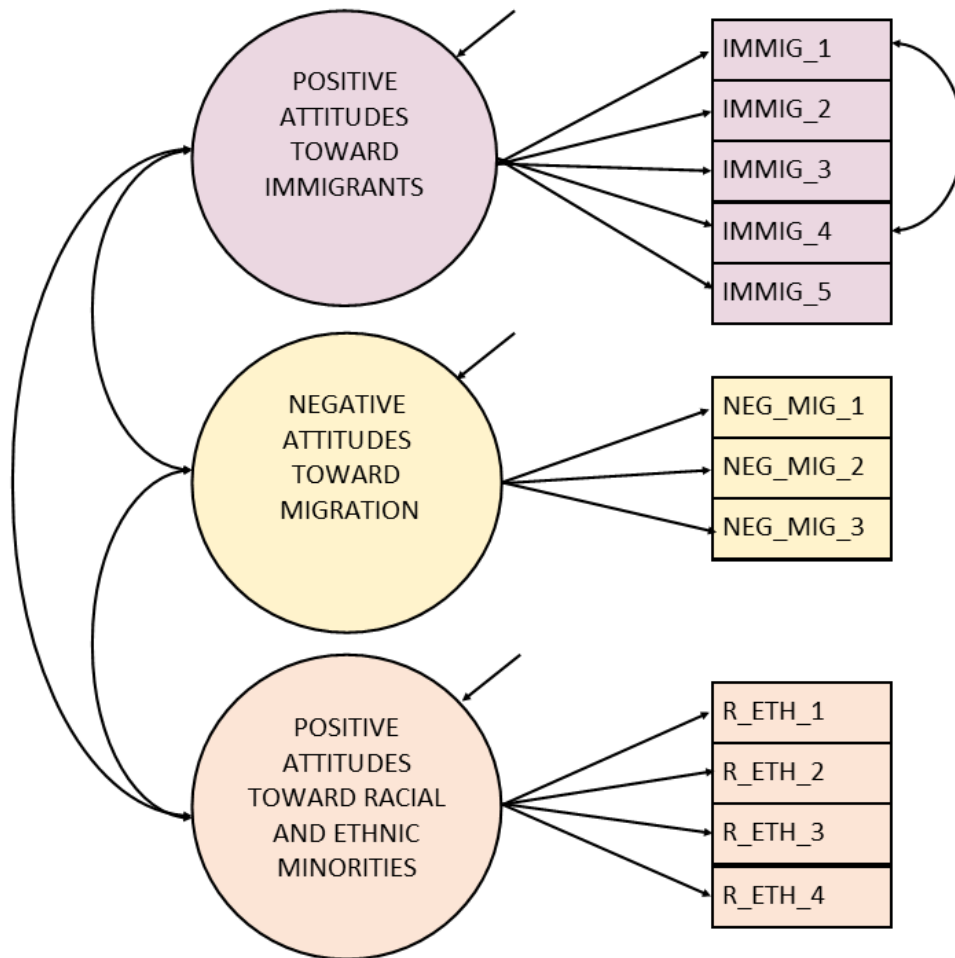 POSITIVE
ATTITUDES
TOWARD
IMMIGRANTS
IMMIG_1
IMMIG_2
IMMIG_3
IMMIG_4
IMMIG_5
NEGATIVE
ATTITUDES
TOWARD
MIGRATION
NEG_MIG_1
NEG_MIG_2
NEG_MIG_3
POSITIVE
ATTITUDES
TOWARD RACIAL
AND ETHNIC
MINORITIES
R_ETH_1
R_ETH_2
R_ETH_3
R_ETH_4